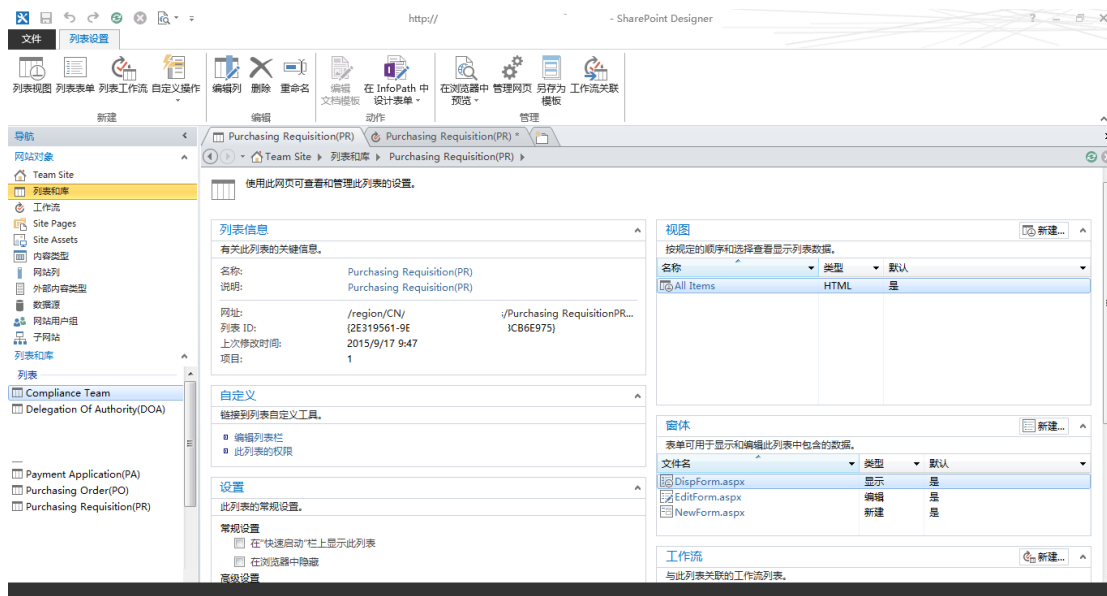 http:// - SharePoint Designer
文件 列表设置
列表视图 列表表单 列表工作流 自定义操作 编辑列 删除 重命名 编辑 文档模板 在 InfoPath 中 设计表单 在浏览器中 预览 管理网页 另存为 模板 工作流关联
新建 编辑 动作 管理
导航
网站对象
Team Site
列表和库
工作流
Site Pages
Site Assets
内容类型
网站列
外部内容类型
数据源
网站用户组
子网站
列表和库
列表
Compliance Team
Delegation Of Authority(DOA)
Payment Application(PA)
Purchasing Order(PO)
Purchasing Requisition(PR)
Purchasing Requisition(PR) Purchasing Requisition(PR) *
Team Site 列表和库 Purchasing Requisition(PR)
使用此网页可查看和管理此列表的设置。
列表信息
有关此列表的关键信息。
名称: Purchasing Requisition(PR)
说明: Purchasing Requisition(PR)
网址: /region/CN/ /Purchasing RequisitionPR...
列表 ID: {2E319561-9E 3CB6E975}
上次修改时间: 2015/9/17 9:47
项目: 1
自定义
链接到列表自定义工具。
编辑列表栏
此列表的权限
设置
此列表的常规设置。
常规设置
在"快速启动"栏上显示此列表
在浏览器中隐藏
高级设置
视图 新建...
按规定的顺序和选择查看显示列表数据。
名称 类型 默认
All Items HTML 是
窗体 新建...
表单可用于显示和编辑此列表中包含的数据。
文件名 类型 默认
DispForm.aspx 显示 是
EditForm.aspx 编辑 是
NewForm.aspx 新建 是
工作流 新建...
与此列表关联的工作流列表。